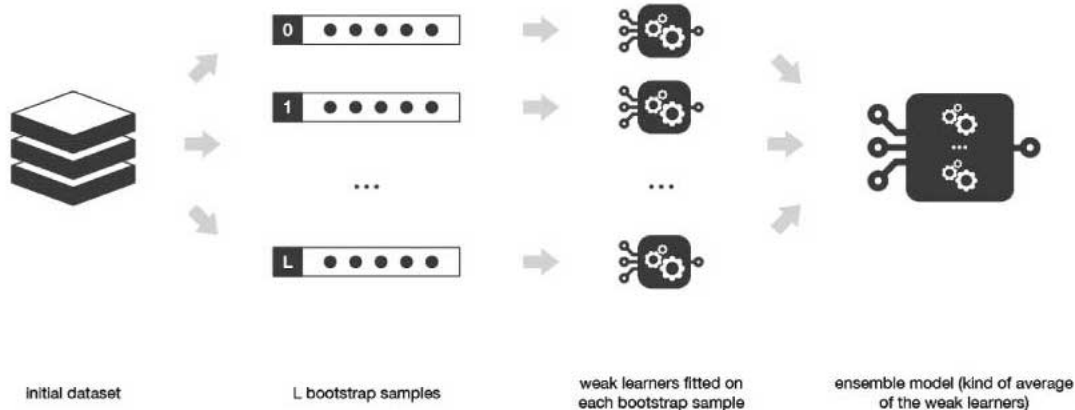 0
1
...
...
...
L
initial dataset
L bootstrap samples
weak learners fitted on
each bootstrap sample
ensemble model (kind of average
of the weak learners)